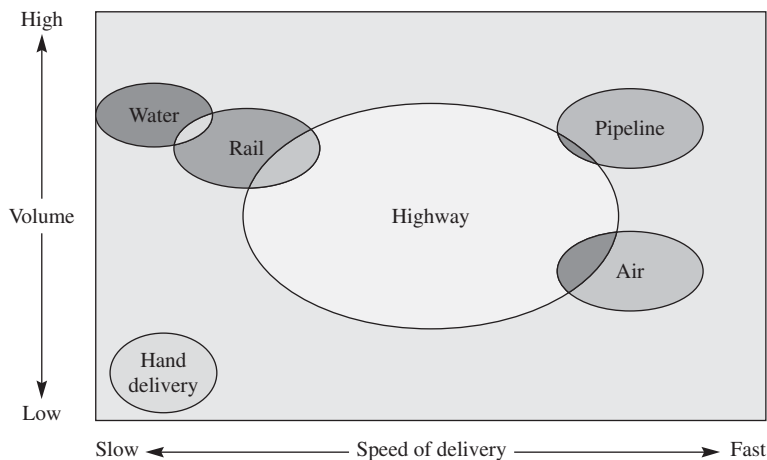 High
Water
Pipeline
Rail
Volume
Highway
Air
Hand
delivery
Low
Slow
Speed of delivery
Fast